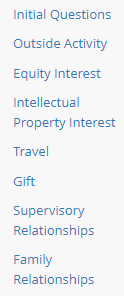 Initial Questions
Outside Activity
Equity Interest
Intellectual
Property Interest
Travel
Gift
Supervisory
Relationships
Family
Relationships